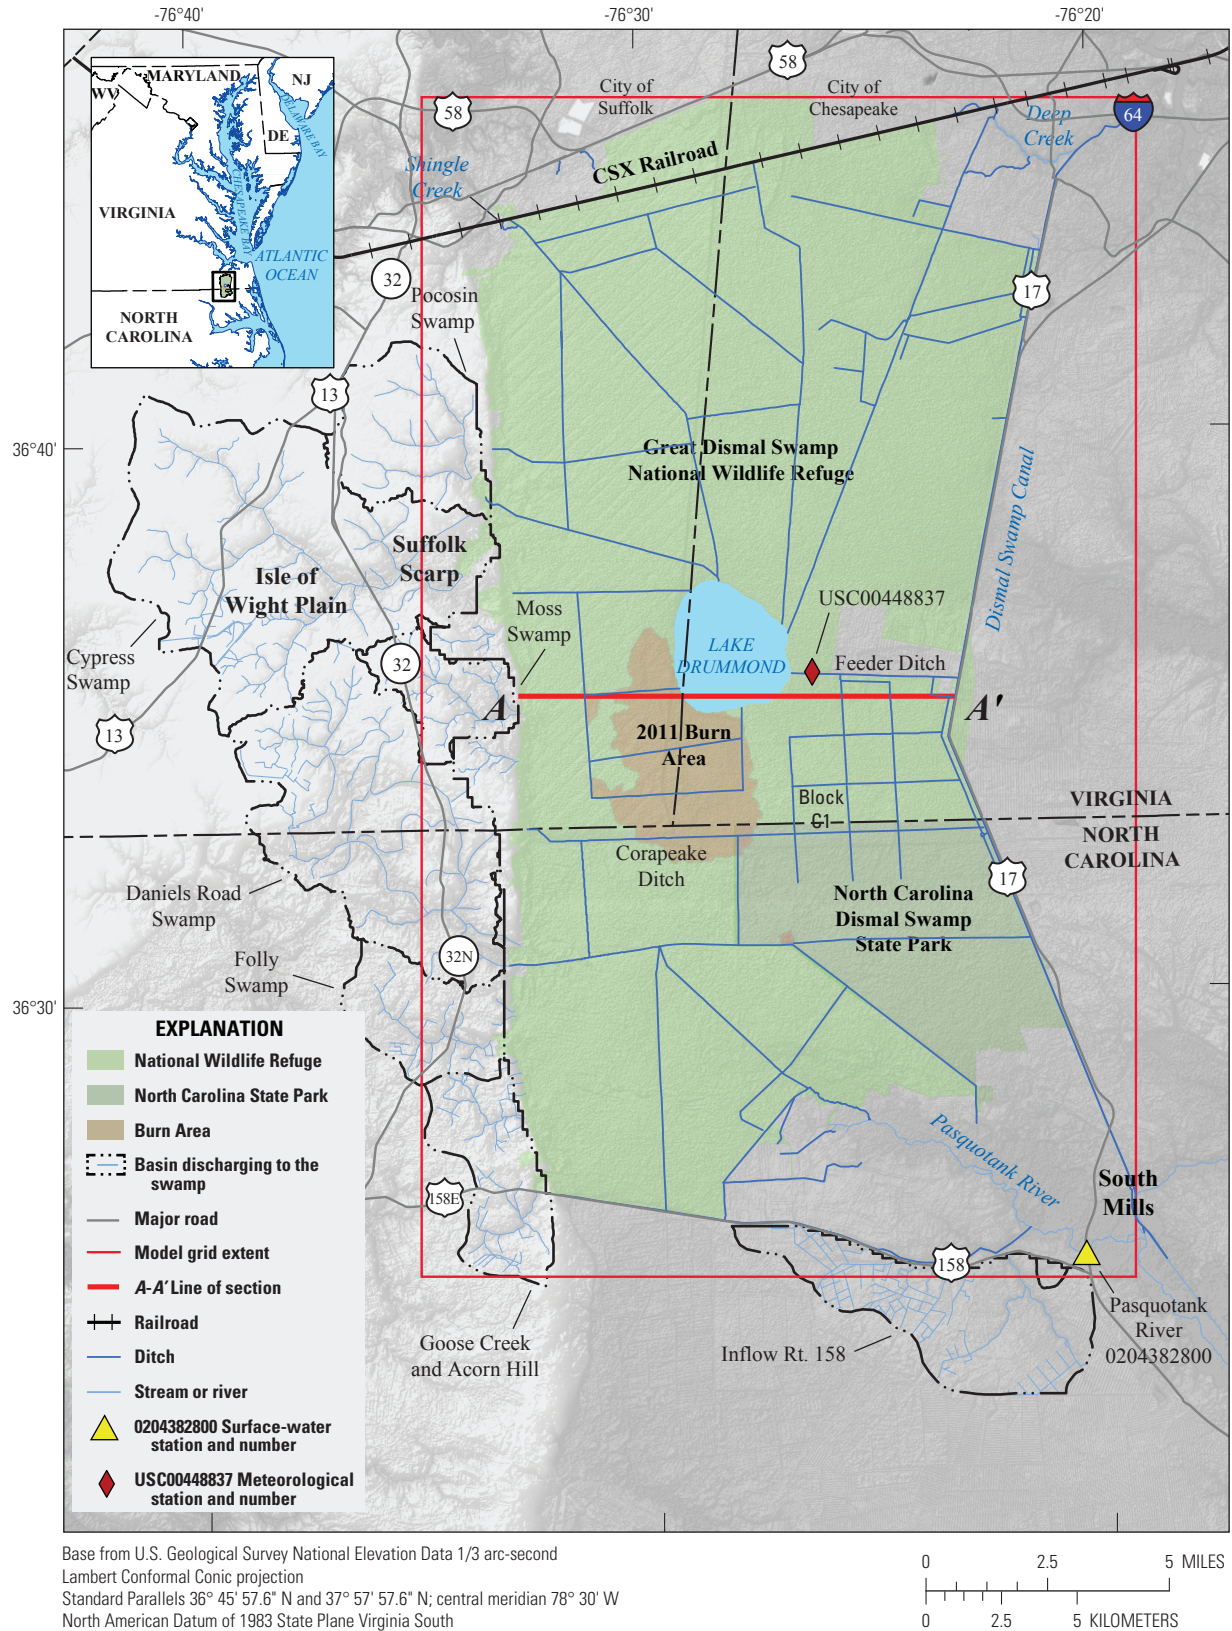 -76°40'
-76°30'
-76°20'
MARYLAND
NJ
WV
DE
DELAWARE BAY
CHESAPEAKE BAY
VIRGINIA
ATLANTIC
OCEAN
NORTH
CAROLINA
58
58
City of
Suffolk
City of
Chesapeake
64
Deep
Creek
Shingle
Creek
CSX Railroad
32
Pocosin
Swamp
17
13
36°40'
Great Dismal Swamp
National Wildlife Refuge
Dismal Swamp Canal
Suffolk
Scarp
Isle of
Wight Plain
Moss
Swamp
USC00448837
LAKE
DRUMMOND
Feeder Ditch
Cypress
Swamp
32
A
A'
13
2011 Burn
Area
Block
C1
VIRGINIA
NORTH
CAROLINA
Corapeake
Ditch
17
Daniels Road
Swamp
North Carolina
Dismal Swamp
State Park
32N
Folly
Swamp
36°30'
EXPLANATION
National Wildlife Refuge
North Carolina State Park
Burn Area
Basin discharging to the
swamp
Major road
Model grid extent
A-A' Line of section
Railroad
Ditch
Stream or river
0204382800 Surface-water
station and number
USC00448837 Meteorological
station and number
Pasquotank River
South
Mills
158E
158
Goose Creek
and Acorn Hill
Inflow Rt. 158
Pasquotank
River
0204382800
Base from U.S. Geological Survey National Elevation Data 1/3 arc-second
Lambert Conformal Conic projection
Standard Parallels 36° 45' 57.6" N and 37° 57' 57.6" N; central meridian 78° 30' W
North American Datum of 1983 State Plane Virginia South
0 2.5 5 MILES
0 2.5 5 KILOMETERS